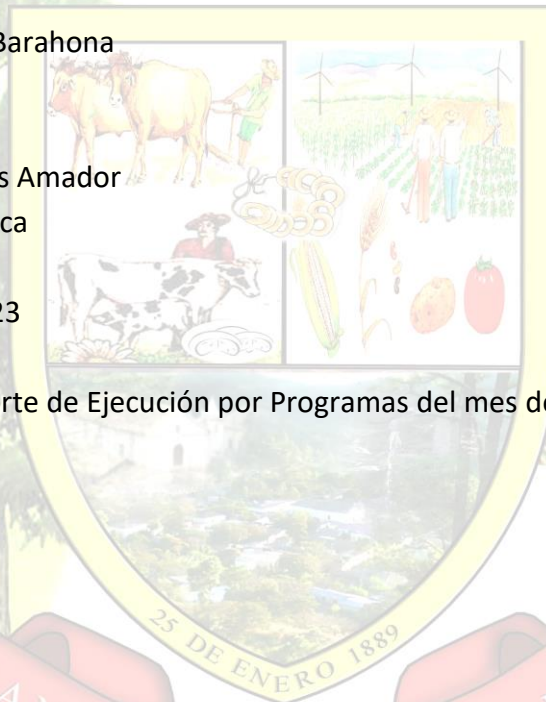 Barahona
s Amador
ca
23
rte de Ejecución por Programas del mes de
25 DE ENERO 1889